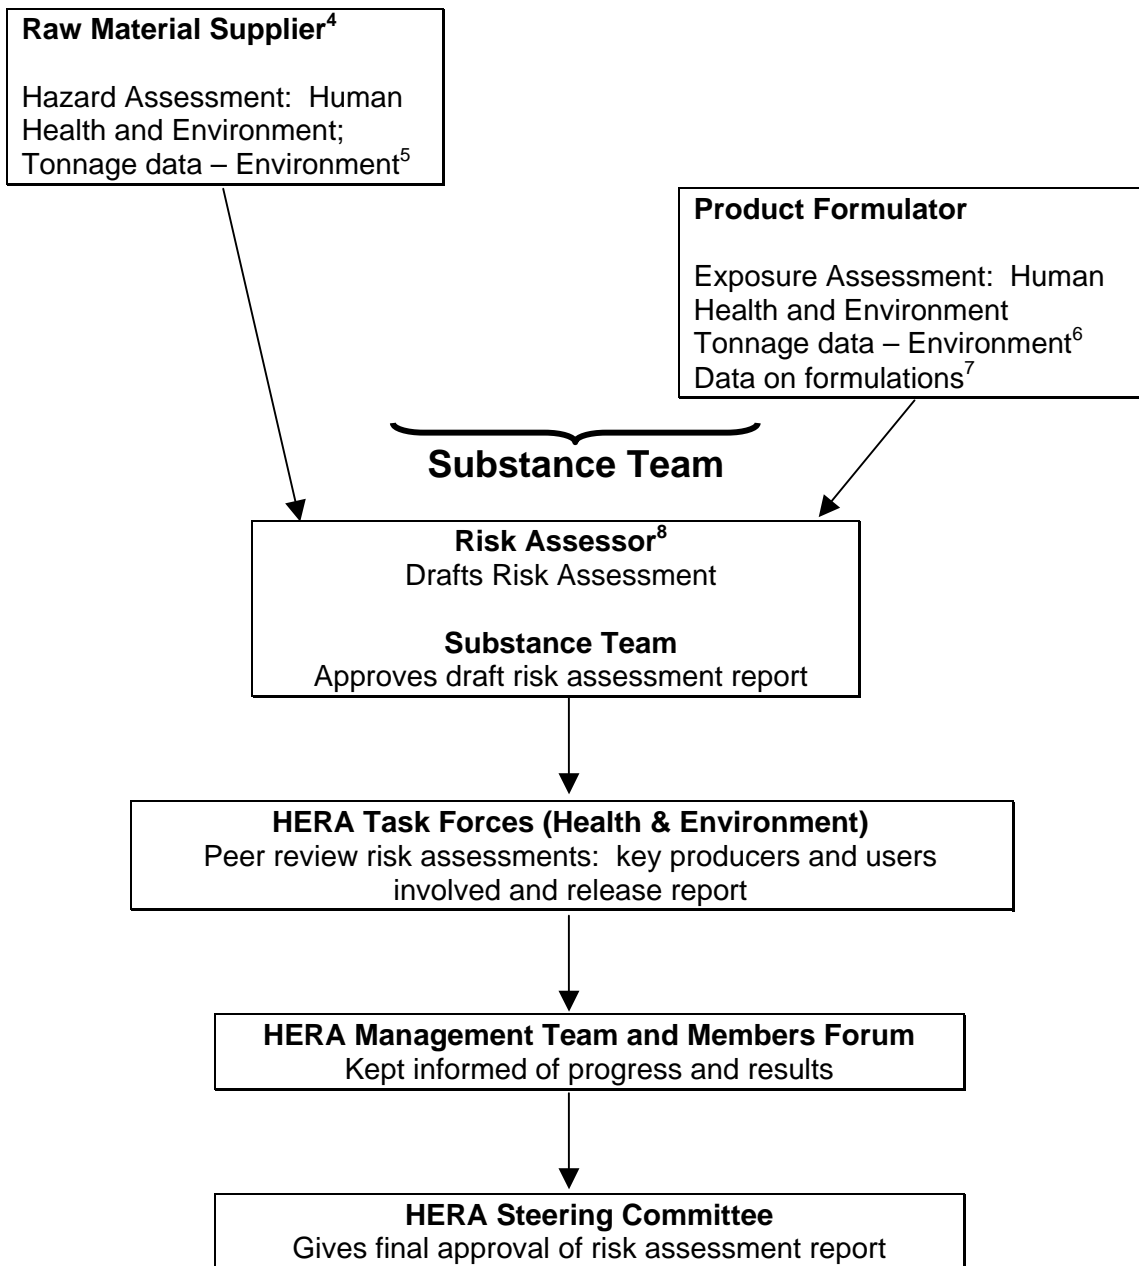 Raw Material Supplier⁴
Hazard Assessment:  Human
Health and Environment;
Tonnage data – Environment⁵
Product Formulator
Exposure Assessment:  Human
Health and Environment
Tonnage data – Environment⁶
Data on formulations⁷
Substance Team
Risk Assessor⁸
Drafts Risk Assessment
Substance Team
Approves draft risk assessment report
HERA Task Forces (Health & Environment)
Peer review risk assessments:  key producers and users
involved and release report
HERA Management Team and Members Forum
Kept informed of progress and results
HERA Steering Committee
Gives final approval of risk assessment report